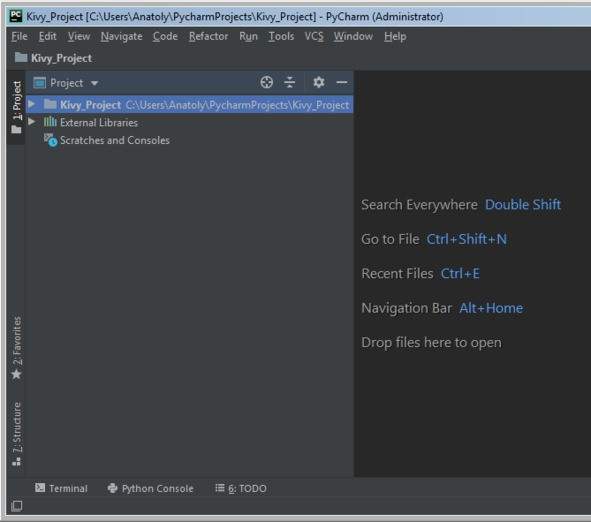 Kivy_Project [C:\Users\Anatoly\PycharmProjects\Kivy_Project] - PyCharm (Administrator)
File Edit View Navigate Code Refactor Run Tools VCS Window Help
Kivy_Project
1: Project
Project
Kivy_Project C:\Users\Anatoly\PycharmProjects\Kivy_Project
External Libraries
Scratches and Consoles
Search Everywhere Double Shift
Go to File Ctrl+Shift+N
Recent Files Ctrl+E
Navigation Bar Alt+Home
Drop files here to open
2: Favorites
7: Structure
Terminal Python Console 6: TODO